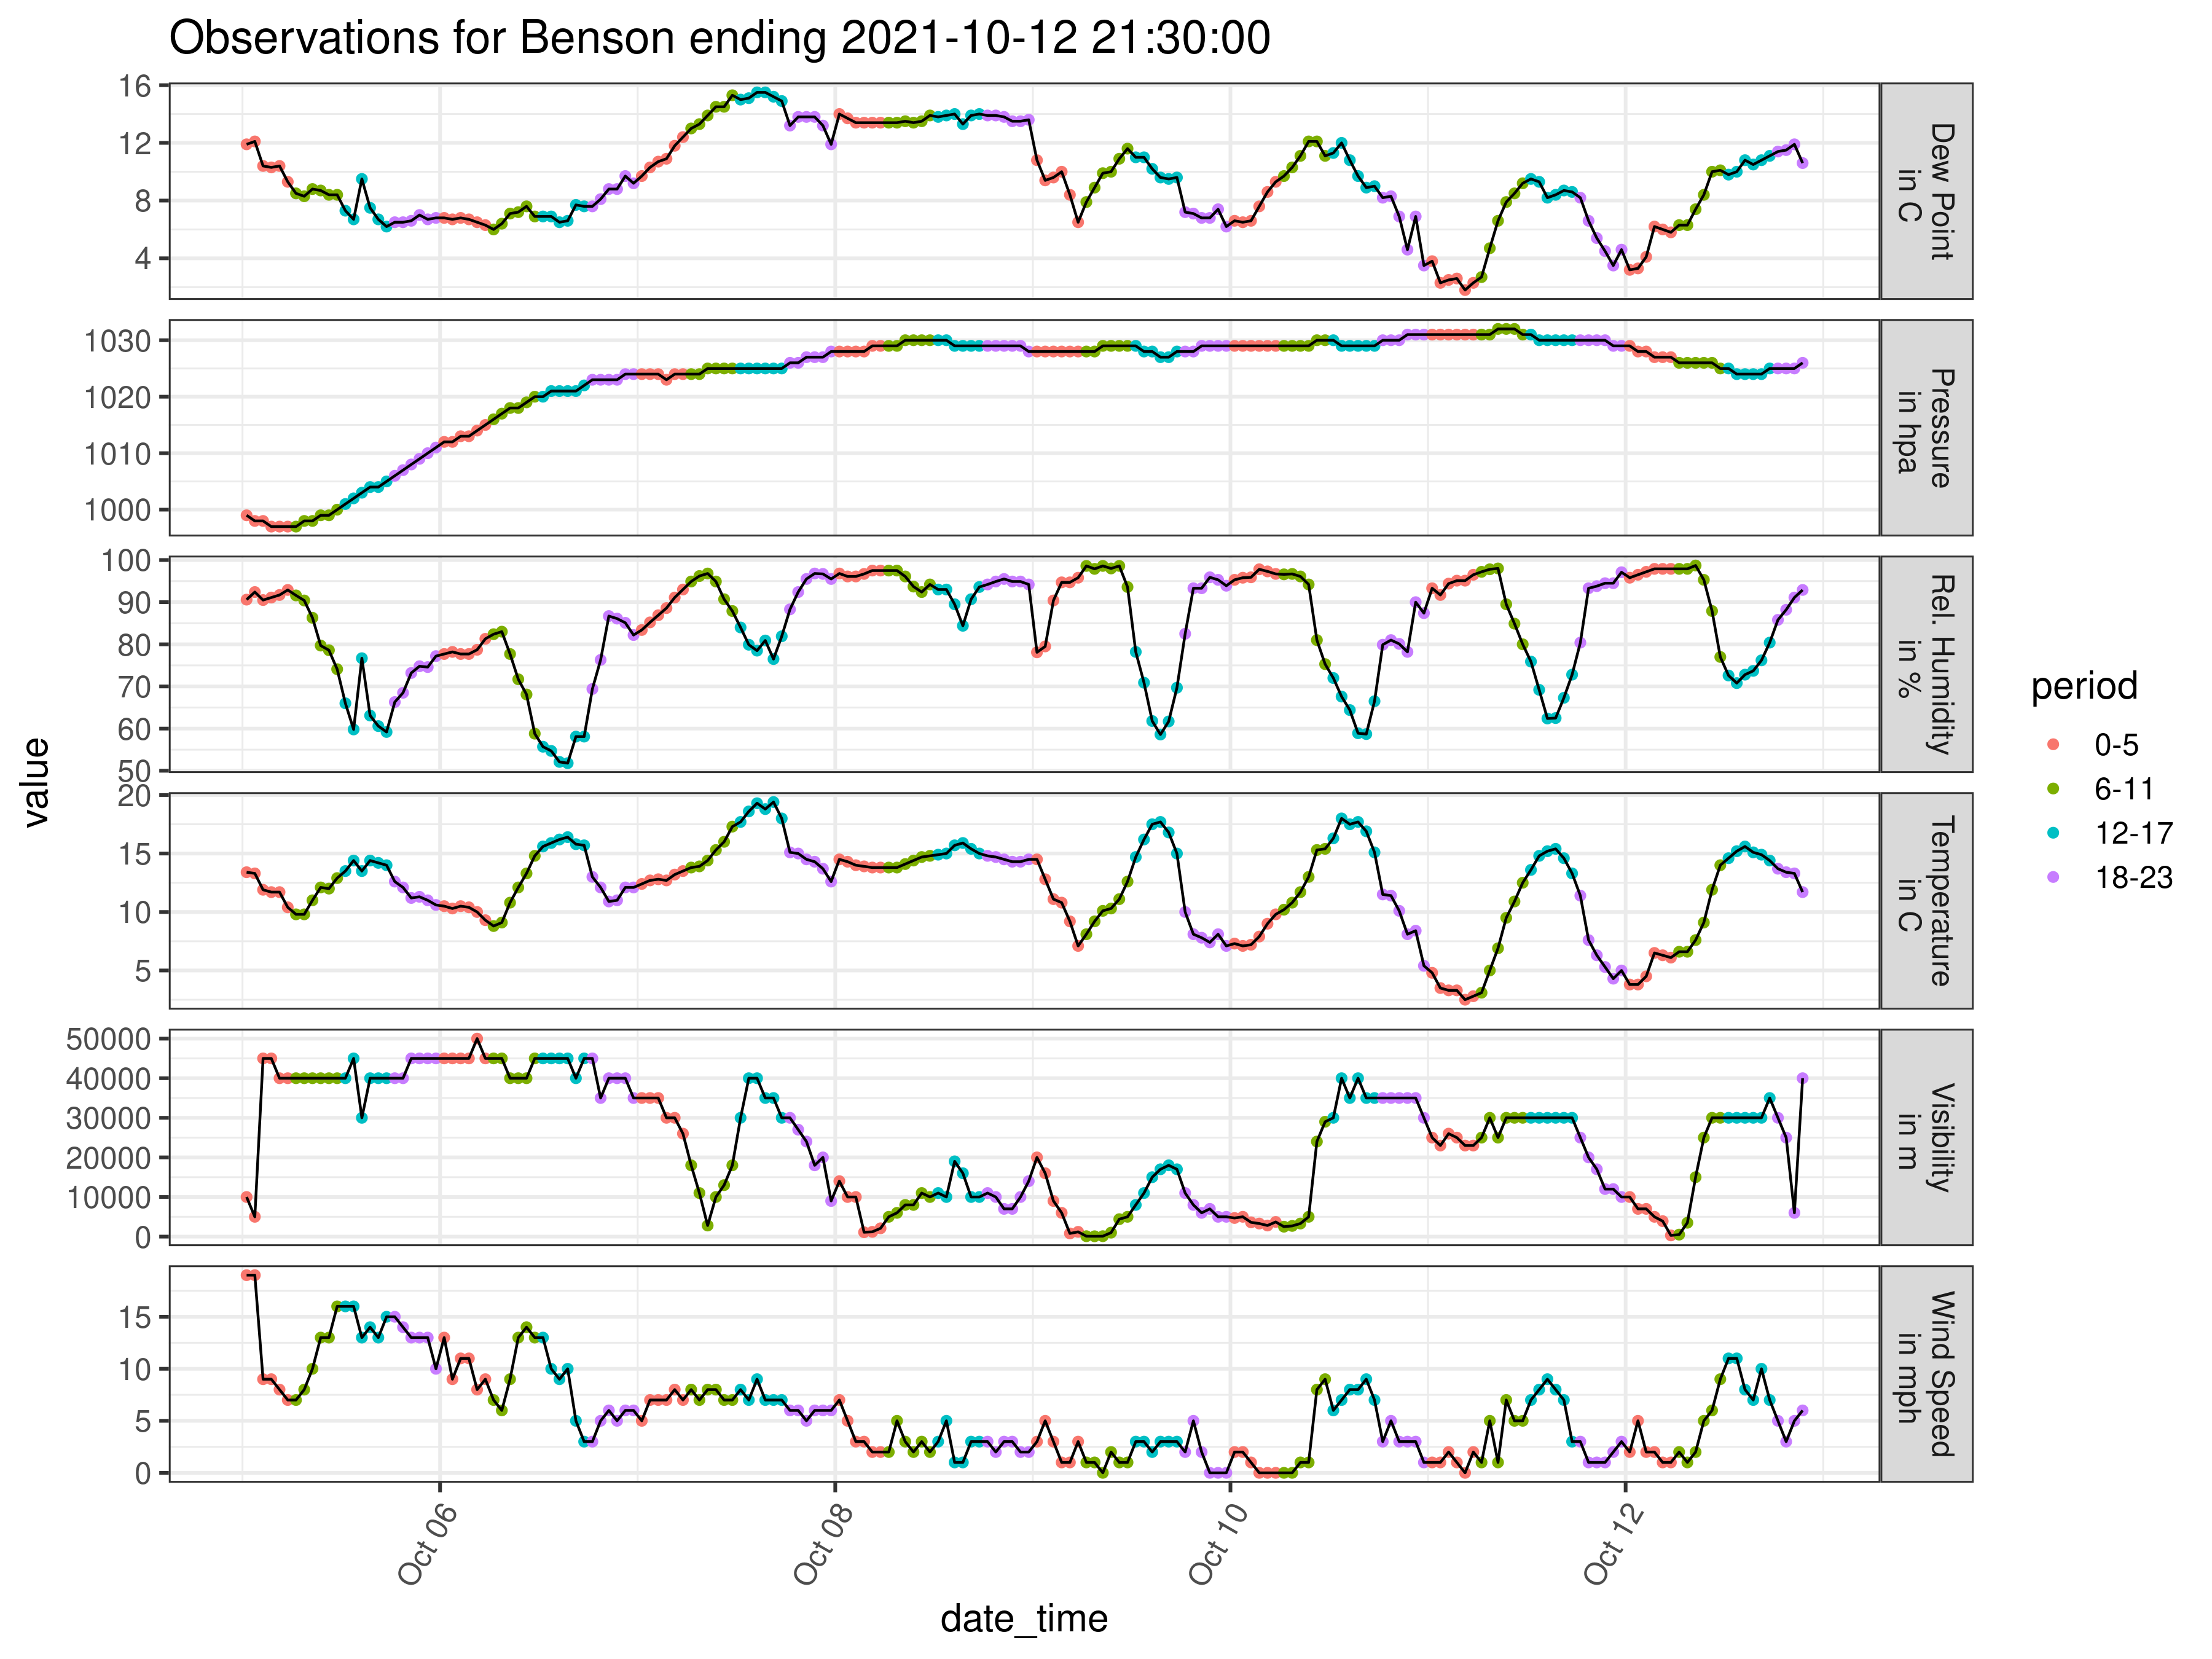 Observations for Benson ending 2021-10-12 21:30:00
value
16
12
8
4
Dew Point
in C
1030
1020
1010
1000
Pressure
in hpa
100
90
80
70
60
50
Rel. Humidity
in %
20
15
10
5
Temperature
in C
50000
40000
30000
20000
10000
0
Visibility
in m
15
10
5
0
Wind Speed
in mph
Oct 06
Oct 08
Oct 10
Oct 12
date_time
period
0-5
6-11
12-17
18-23